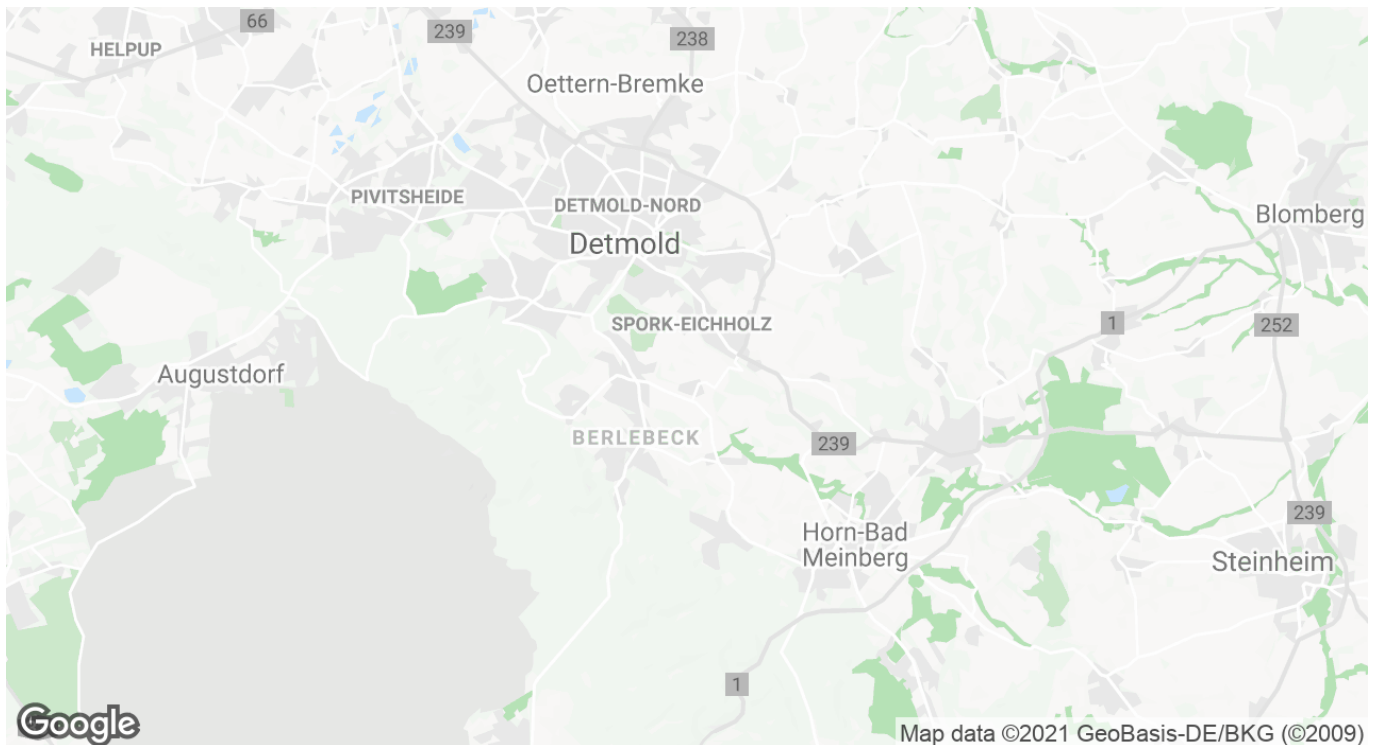 66
239
238
HELPUP
Oettern-Bremke
PIVITSHEIDE
DETMOLD-NORD
Detmold
Blomberg
SPORK-EICHHOLZ
1
252
Augustdorf
BERLEBECK
239
Horn-Bad
Meinberg
239
Steinheim
1
Google
Map data ©2021 GeoBasis-DE/BKG (©2009)